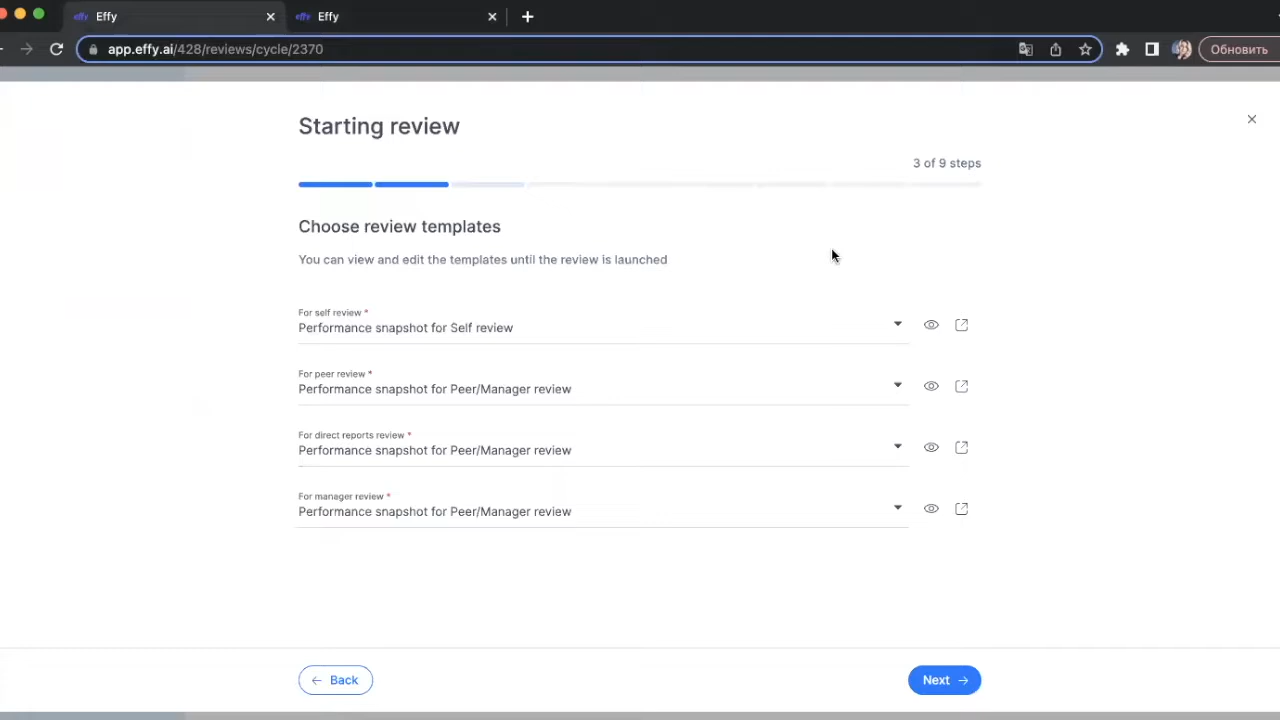 Effy
Effy
app.effy.ai/428/reviews/cycle/2370
Обновить
Starting review
3 of 9 steps
Choose review templates
You can view and edit the templates until the review is launched
For self review *
Performance snapshot for Self review
For peer review *
Performance snapshot for Peer/Manager review
For direct reports review *
Performance snapshot for Peer/Manager review
For manager review *
Performance snapshot for Peer/Manager review
Back
Next